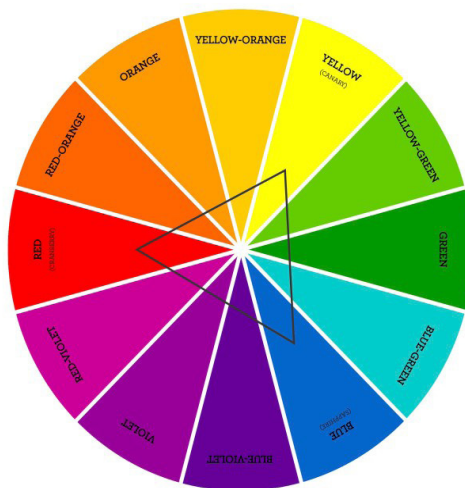 YELLOW-ORANGE
YELLOW
(CANARY)
YELLOW-GREEN
GREEN
BLUE-GREEN
BLUE
(SAPPHIRE)
BLUE-VIOLET
VIOLET
RED-VIOLET
RED
RED-ORANGE
ORANGE